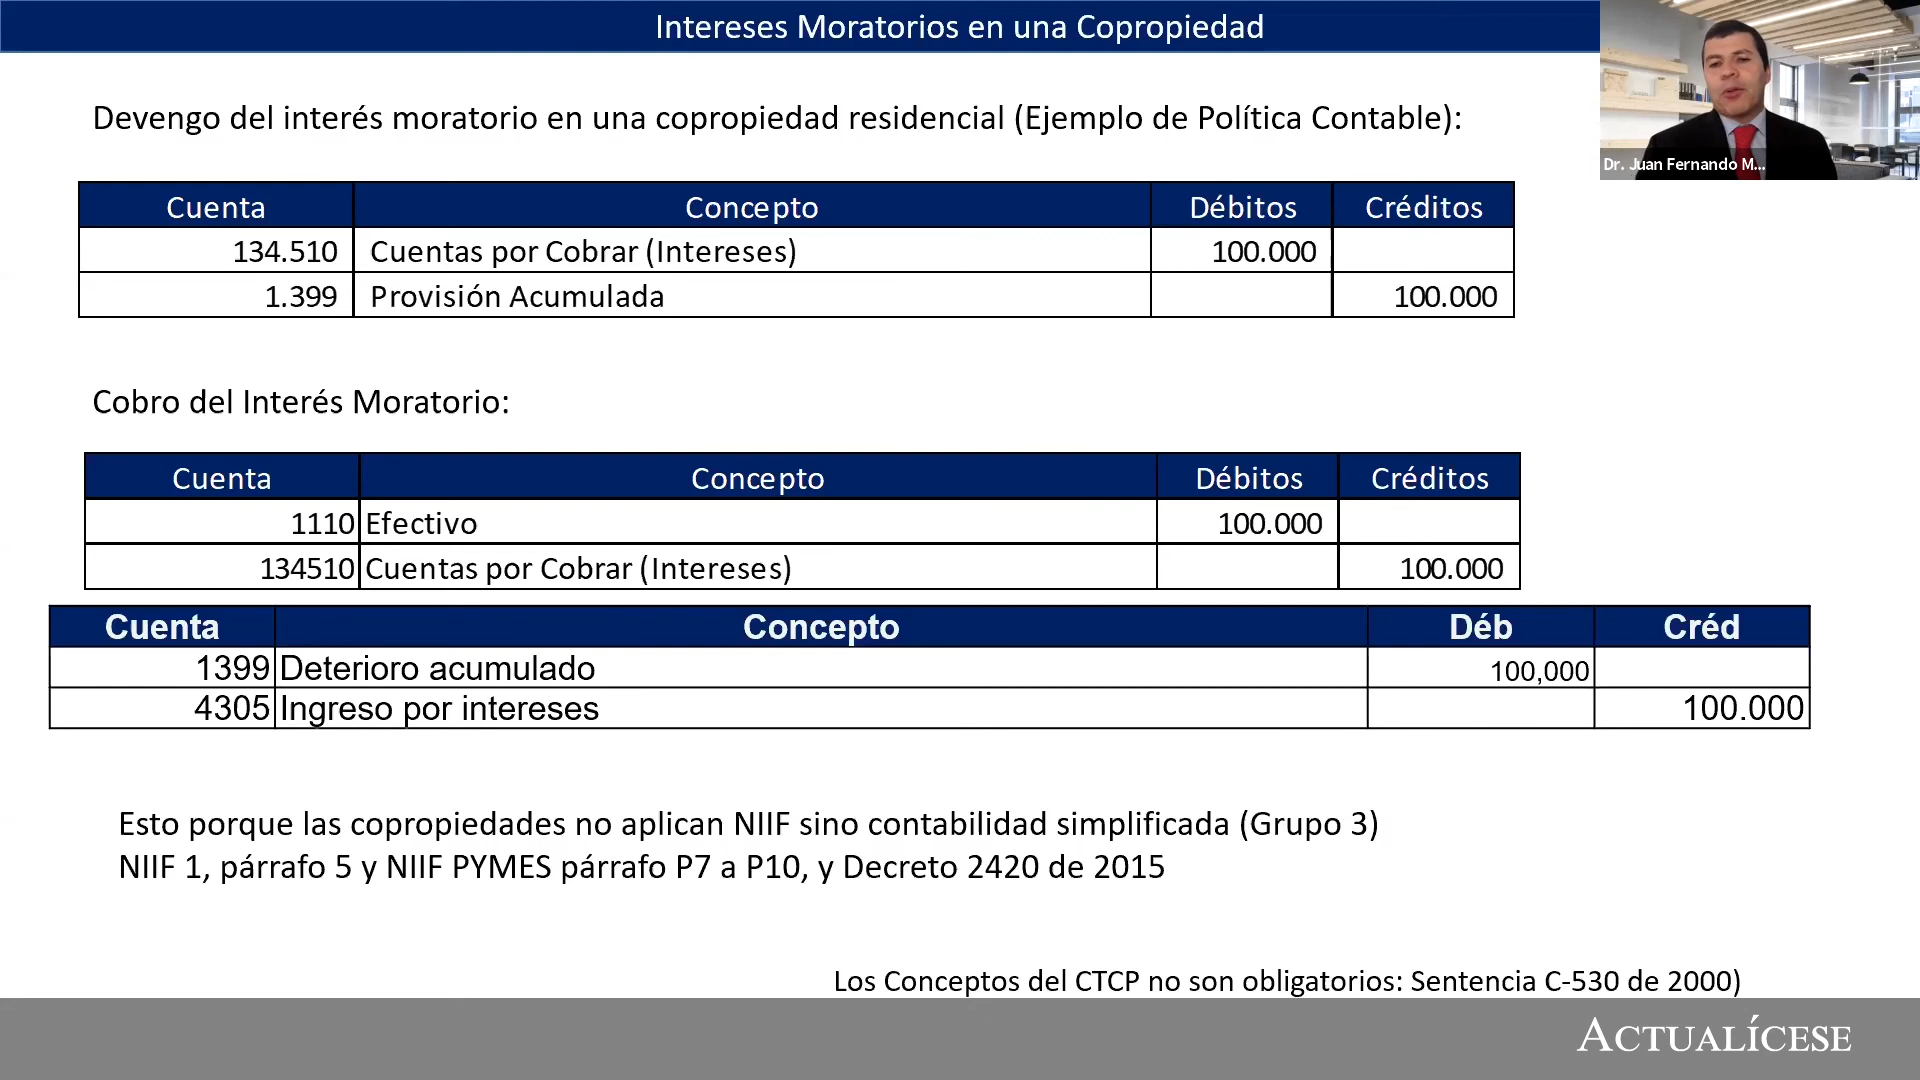 Intereses Moratorios en una Copropiedad
Dr. Juan Fernando M...
Devengo del interés moratorio en una copropiedad residencial (Ejemplo de Política Contable):
Cuenta Concepto Débitos Créditos
134.510 Cuentas por Cobrar (Intereses) 100.000
1.399 Provisión Acumulada 100.000
Cobro del Interés Moratorio:
Cuenta Concepto Débitos Créditos
1110 Efectivo 100.000
134510 Cuentas por Cobrar (Intereses) 100.000
Cuenta Concepto Déb Créd
1399 Deterioro acumulado 100,000
4305 Ingreso por intereses 100.000
Esto porque las copropiedades no aplican NIIF sino contabilidad simplificada (Grupo 3)
NIIF 1, párrafo 5 y NIIF PYMES párrafo P7 a P10, y Decreto 2420 de 2015
Los Conceptos del CTCP no son obligatorios: Sentencia C-530 de 2000)
ACTUALÍCESE